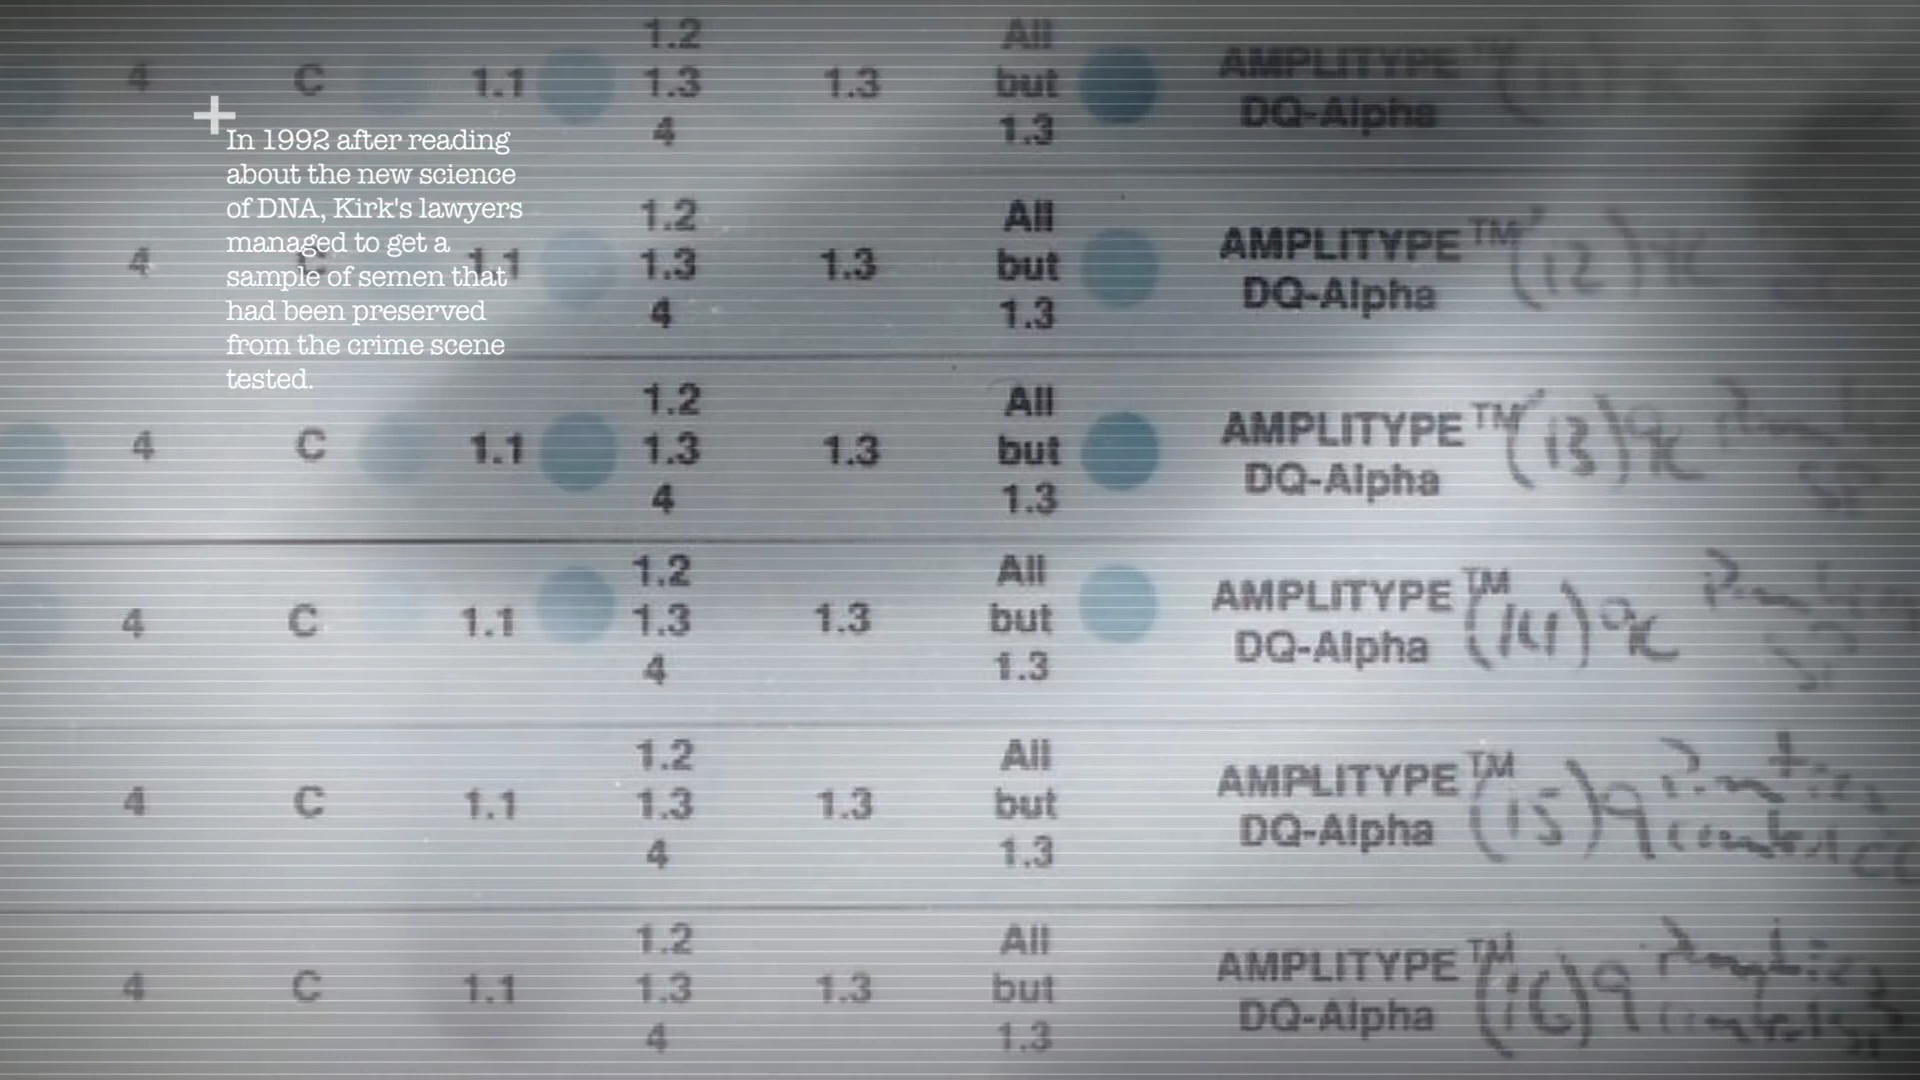 In 1992 after reading
about the new science
of DNA, Kirk's lawyers
managed to get a
sample of semen that
had been preserved
from the crime scene
tested.
1.2 All
4 C 1.1 1.3 1.3 but AMPLITYPE TM
4 1.3 DQ-Alpha
1.2 All
4 C 1.1 1.3 1.3 but AMPLITYPE TM (12)
4 1.3 DQ-Alpha
1.2 All
4 C 1.1 1.3 1.3 but AMPLITYPE TM (13)
4 1.3 DQ-Alpha
1.2 All
4 C 1.1 1.3 1.3 but AMPLITYPE TM (14)
4 1.3 DQ-Alpha
1.2 All
4 C 1.1 1.3 1.3 but AMPLITYPE TM (15)
4 1.3 DQ-Alpha
1.2 All
4 C 1.1 1.3 1.3 but AMPLITYPE TM (16)
4 1.3 DQ-Alpha